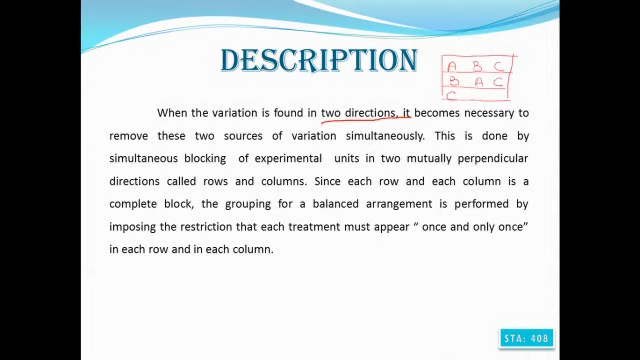 DESCRIPTION
A B C
B A C
C
When the variation is found in two directions, it becomes necessary to
remove these two sources of variation simultaneously. This is done by
simultaneous blocking of experimental units in two mutually perpendicular
directions called rows and columns. Since each row and each column is a
complete block, the grouping for a balanced arrangement is performed by
imposing the restriction that each treatment must appear “ once and only once”
in each row and in each column.
STA: 408